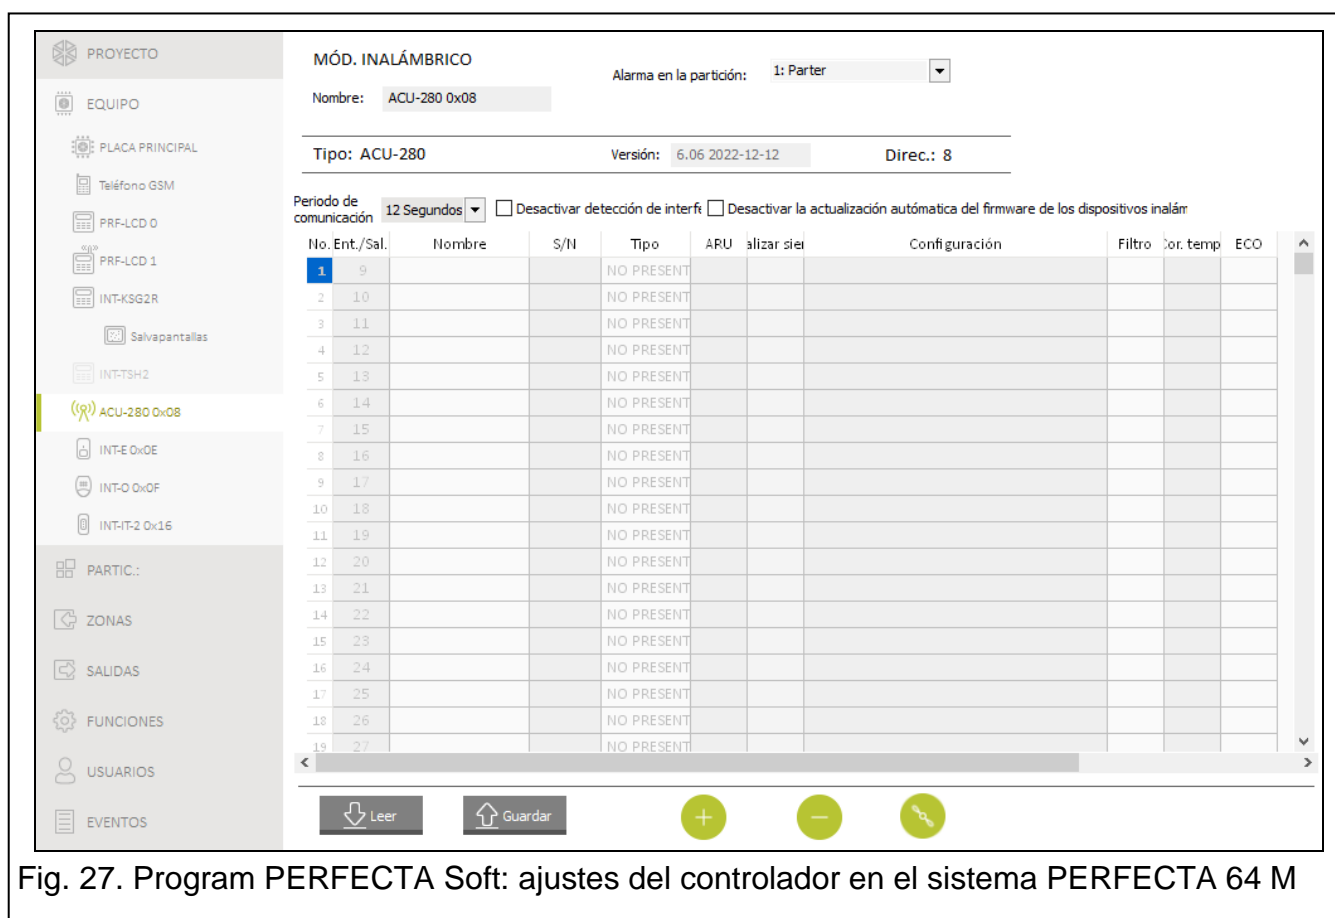 PROYECTO
EQUIPO
PLACA PRINCIPAL
Teléfono GSM
PRF-LCD 0
PRF-LCD 1
INT-KSG2R
Salvapantallas
INT-TSH2
ACU-280 0x08
INT-E 0x0E
INT-O 0x0F
INT-IT-2 0x16
PARTIC.:
ZONAS
SALIDAS
FUNCIONES
USUARIOS
EVENTOS
MÓD. INALÁMBRICO
Alarma en la partición: 1: Parter
Nombre: ACU-280 0x08
Tipo: ACU-280 Versión: 6.06 2022-12-12 Direc.: 8
Periodo de comunicación 12 Segundos Desactivar detección de interfe Desactivar la actualización autómatica del firmware de los dispositivos inalám
No. Ent./Sal. Nombre S/N Tipo ARU alizar sier Configuración Filtro Cor. temp ECO
1 9 NO PRESENT
2 10 NO PRESENT
3 11 NO PRESENT
4 12 NO PRESENT
5 13 NO PRESENT
6 14 NO PRESENT
7 15 NO PRESENT
8 16 NO PRESENT
9 17 NO PRESENT
10 18 NO PRESENT
11 19 NO PRESENT
12 20 NO PRESENT
13 21 NO PRESENT
14 22 NO PRESENT
15 23 NO PRESENT
16 24 NO PRESENT
17 25 NO PRESENT
18 26 NO PRESENT
19 27 NO PRESENT
Leer Guardar
Fig. 27. Program PERFECTA Soft: ajustes del controlador en el sistema PERFECTA 64 M